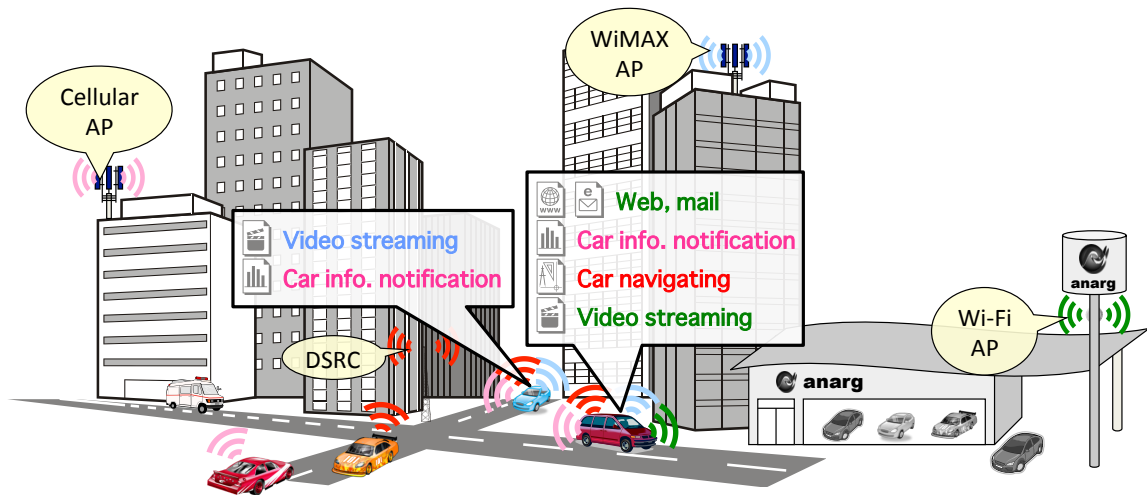 WiMAX
AP
Cellular
AP
Video streaming
Car info. notification
www
e
Web, mail
Car info. notification
Car navigating
Video streaming
DSRC
anarg
Wi-Fi
AP
anarg